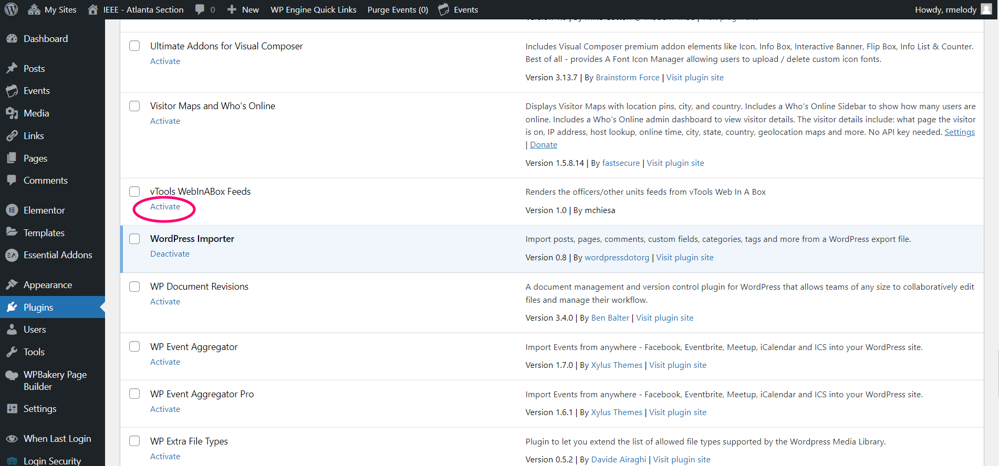 My Sites
IEEE - Atlanta Section
0
New
WP Engine Quick Links
Purge Events (0)
Events
Howdy, rmelody
Dashboard
Posts
Events
Media
Links
Pages
Comments
Elementor
Templates
Essential Addons
Appearance
Plugins
Users
Tools
WPBakery Page
Builder
Settings
When Last Login
Login Security
Ultimate Addons for Visual Composer
Activate
Includes Visual Composer premium addon elements like Icon, Info Box, Interactive Banner, Flip Box, Info List & Counter.
Best of all - provides A Font Icon Manager allowing users to upload / delete custom icon fonts.
Version 3.13.7 | By Brainstorm Force | Visit plugin site
Visitor Maps and Who's Online
Activate
Displays Visitor Maps with location pins, city, and country. Includes a Who's Online Sidebar to show how many users are
online. Includes a Who's Online admin dashboard to view visitor details. The visitor details include: what page the visitor
is on, IP address, host lookup, online time, city, state, country, geolocation maps and more. No API key needed. Settings
| Donate
Version 1.5.8.14 | By fastsecure | Visit plugin site
vTools WebInABox Feeds
Activate
Renders the officers/other units feeds from vTools Web In A Box
Version 1.0 | By mchiesa
WordPress Importer
Deactivate
Import posts, pages, comments, custom fields, categories, tags and more from a WordPress export file.
Version 0.8 | By wordpressdotorg | Visit plugin site
WP Document Revisions
Activate
A document management and version control plugin for WordPress that allows teams of any size to collaboratively edit
files and manage their workflow.
Version 3.4.0 | By Ben Balter | Visit plugin site
WP Event Aggregator
Activate
Import Events from anywhere - Facebook, Eventbrite, Meetup, iCalendar and ICS into your WordPress site.
Version 1.7.0 | By Xylus Themes | Visit plugin site
WP Event Aggregator Pro
Activate
Import Events from anywhere - Facebook, Eventbrite, Meetup, iCalendar and ICS into your WordPress site.
Version 1.6.1 | By Xylus Themes | Visit plugin site
WP Extra File Types
Activate
Plugin to let you extend the list of allowed file types supported by the Wordpress Media Library.
Version 0.5.2 | By Davide Airaghi | Visit plugin site